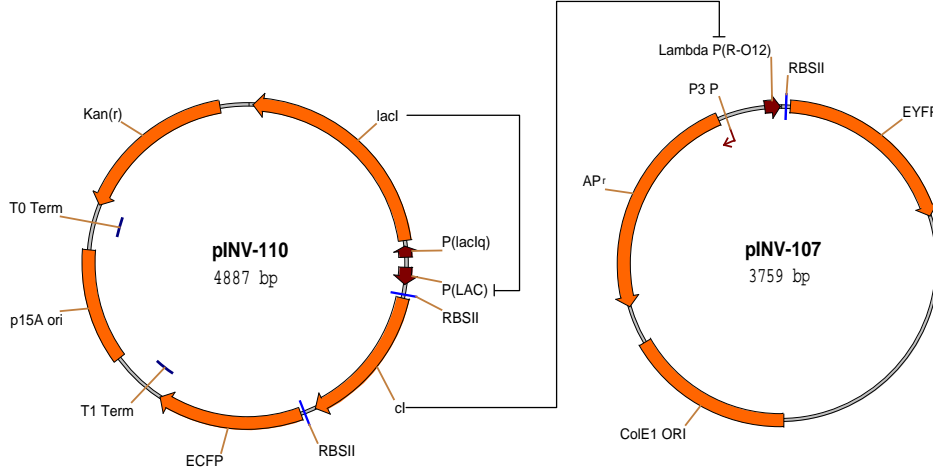 Lambda P(R-O12)
RBSII
P3 P
EYFP
Kan(r)
lacI
APr
T0 Term
P(lacIq)
pINV-110
4887 bp
pINV-107
3759 bp
P(LAC)
RBSII
p15A ori
T1 Term
cI
ColE1 ORI
RBSII
ECFP